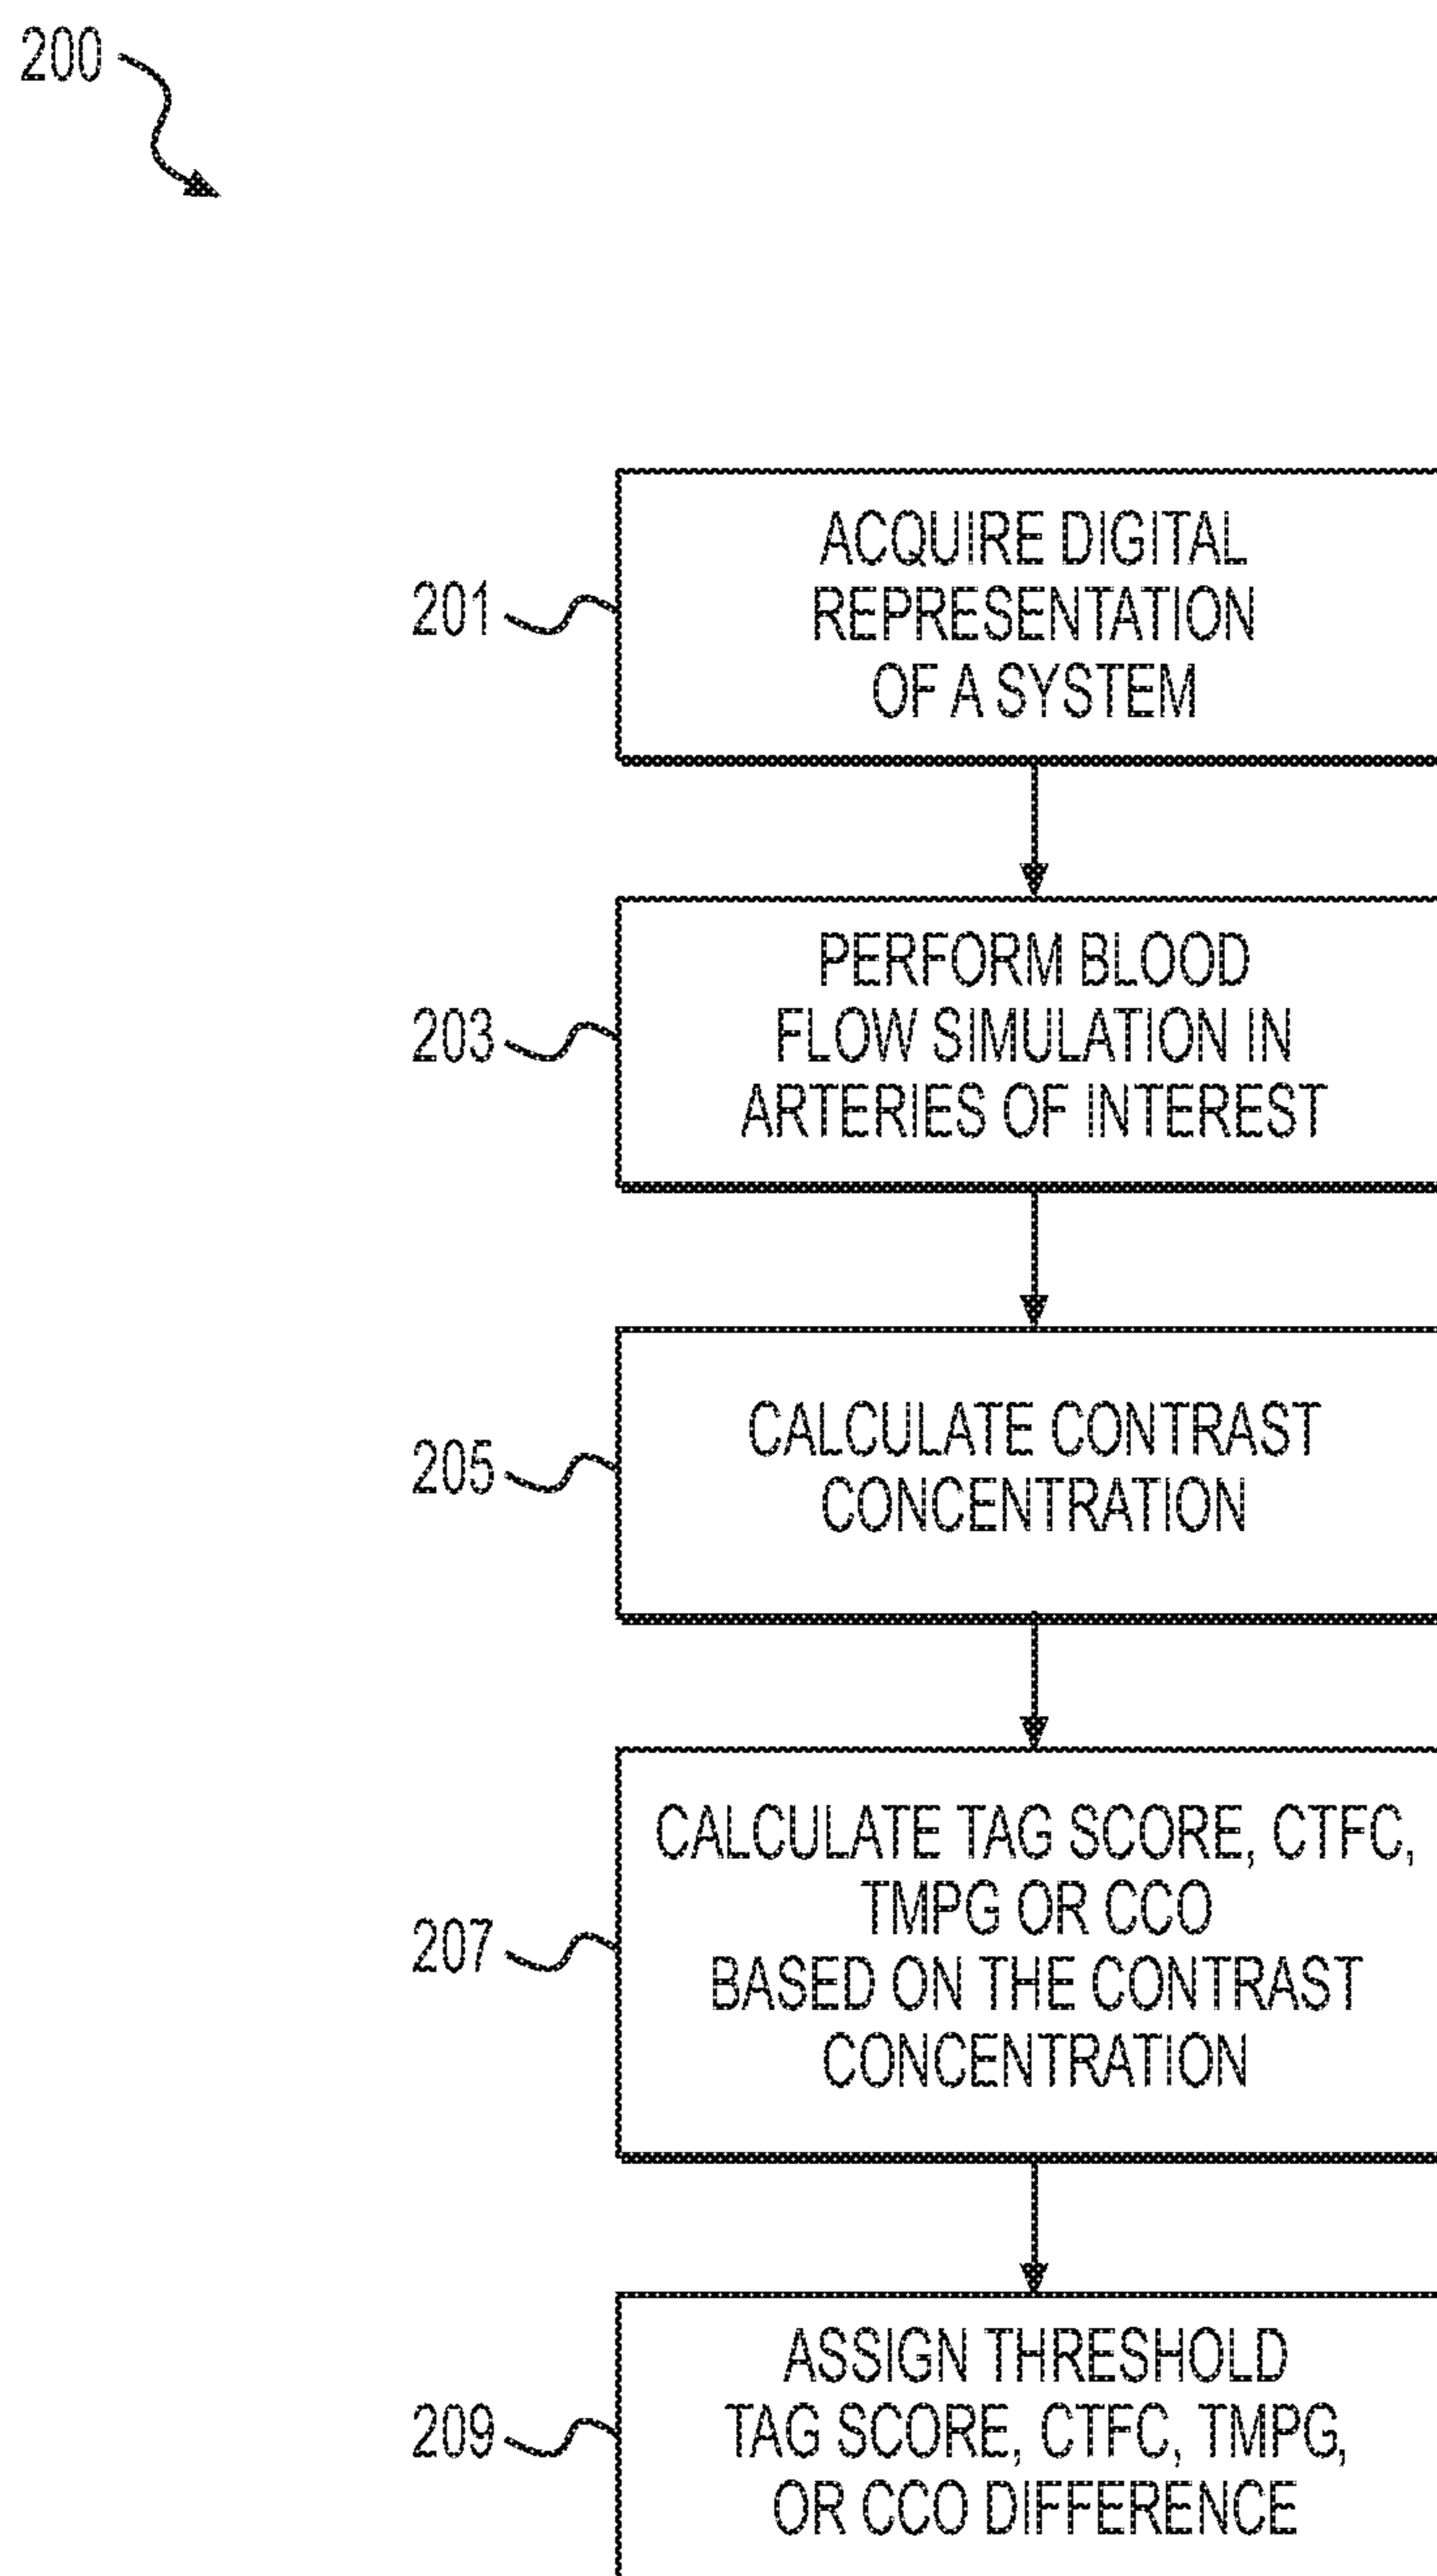 200
201
ACQUIRE DIGITAL
REPRESENTATION
OF A SYSTEM
203
PERFORM BLOOD
FLOW SIMULATION IN
ARTERIES OF INTEREST
205
CALCULATE CONTRAST
CONCENTRATION
207
CALCULATE TAG SCORE, CTFC,
TMPG OR CCO
BASED ON THE CONTRAST
CONCENTRATION
209
ASSIGN THRESHOLD
TAG SCORE, CTFC, TMPG,
OR CCO DIFFERENCE